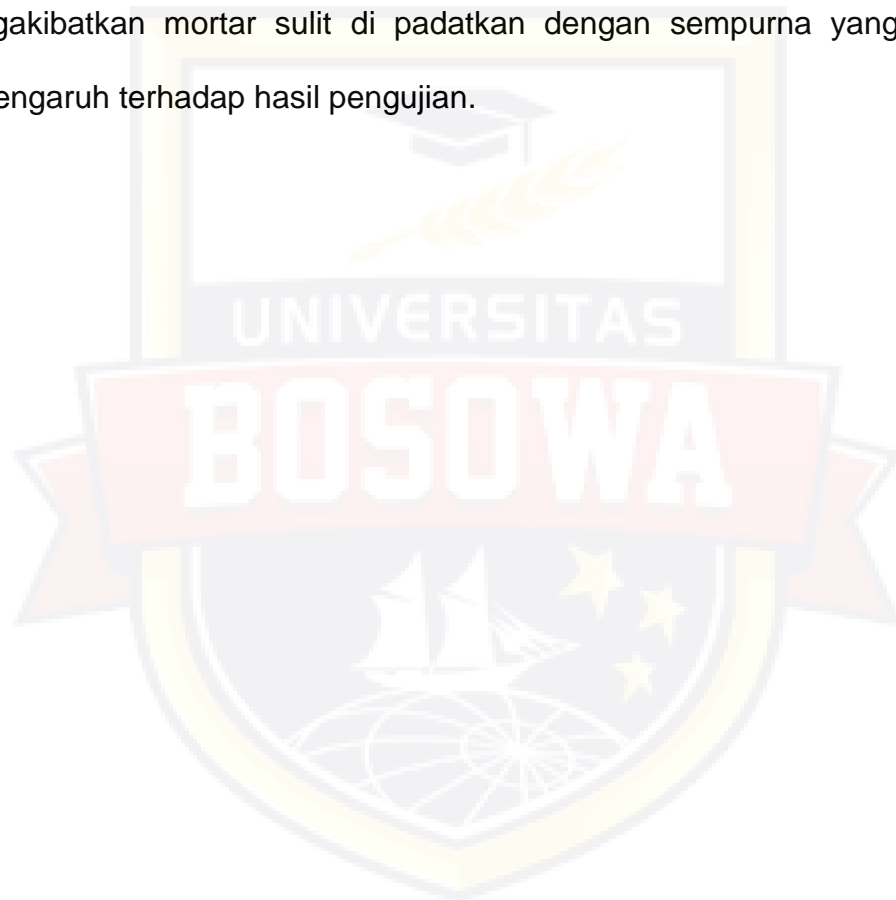 gakibatkan mortar sulit di padatkan dengan sempurna yang
engaruh terhadap hasil pengujian.
UNIVERSITAS
BOSOWA